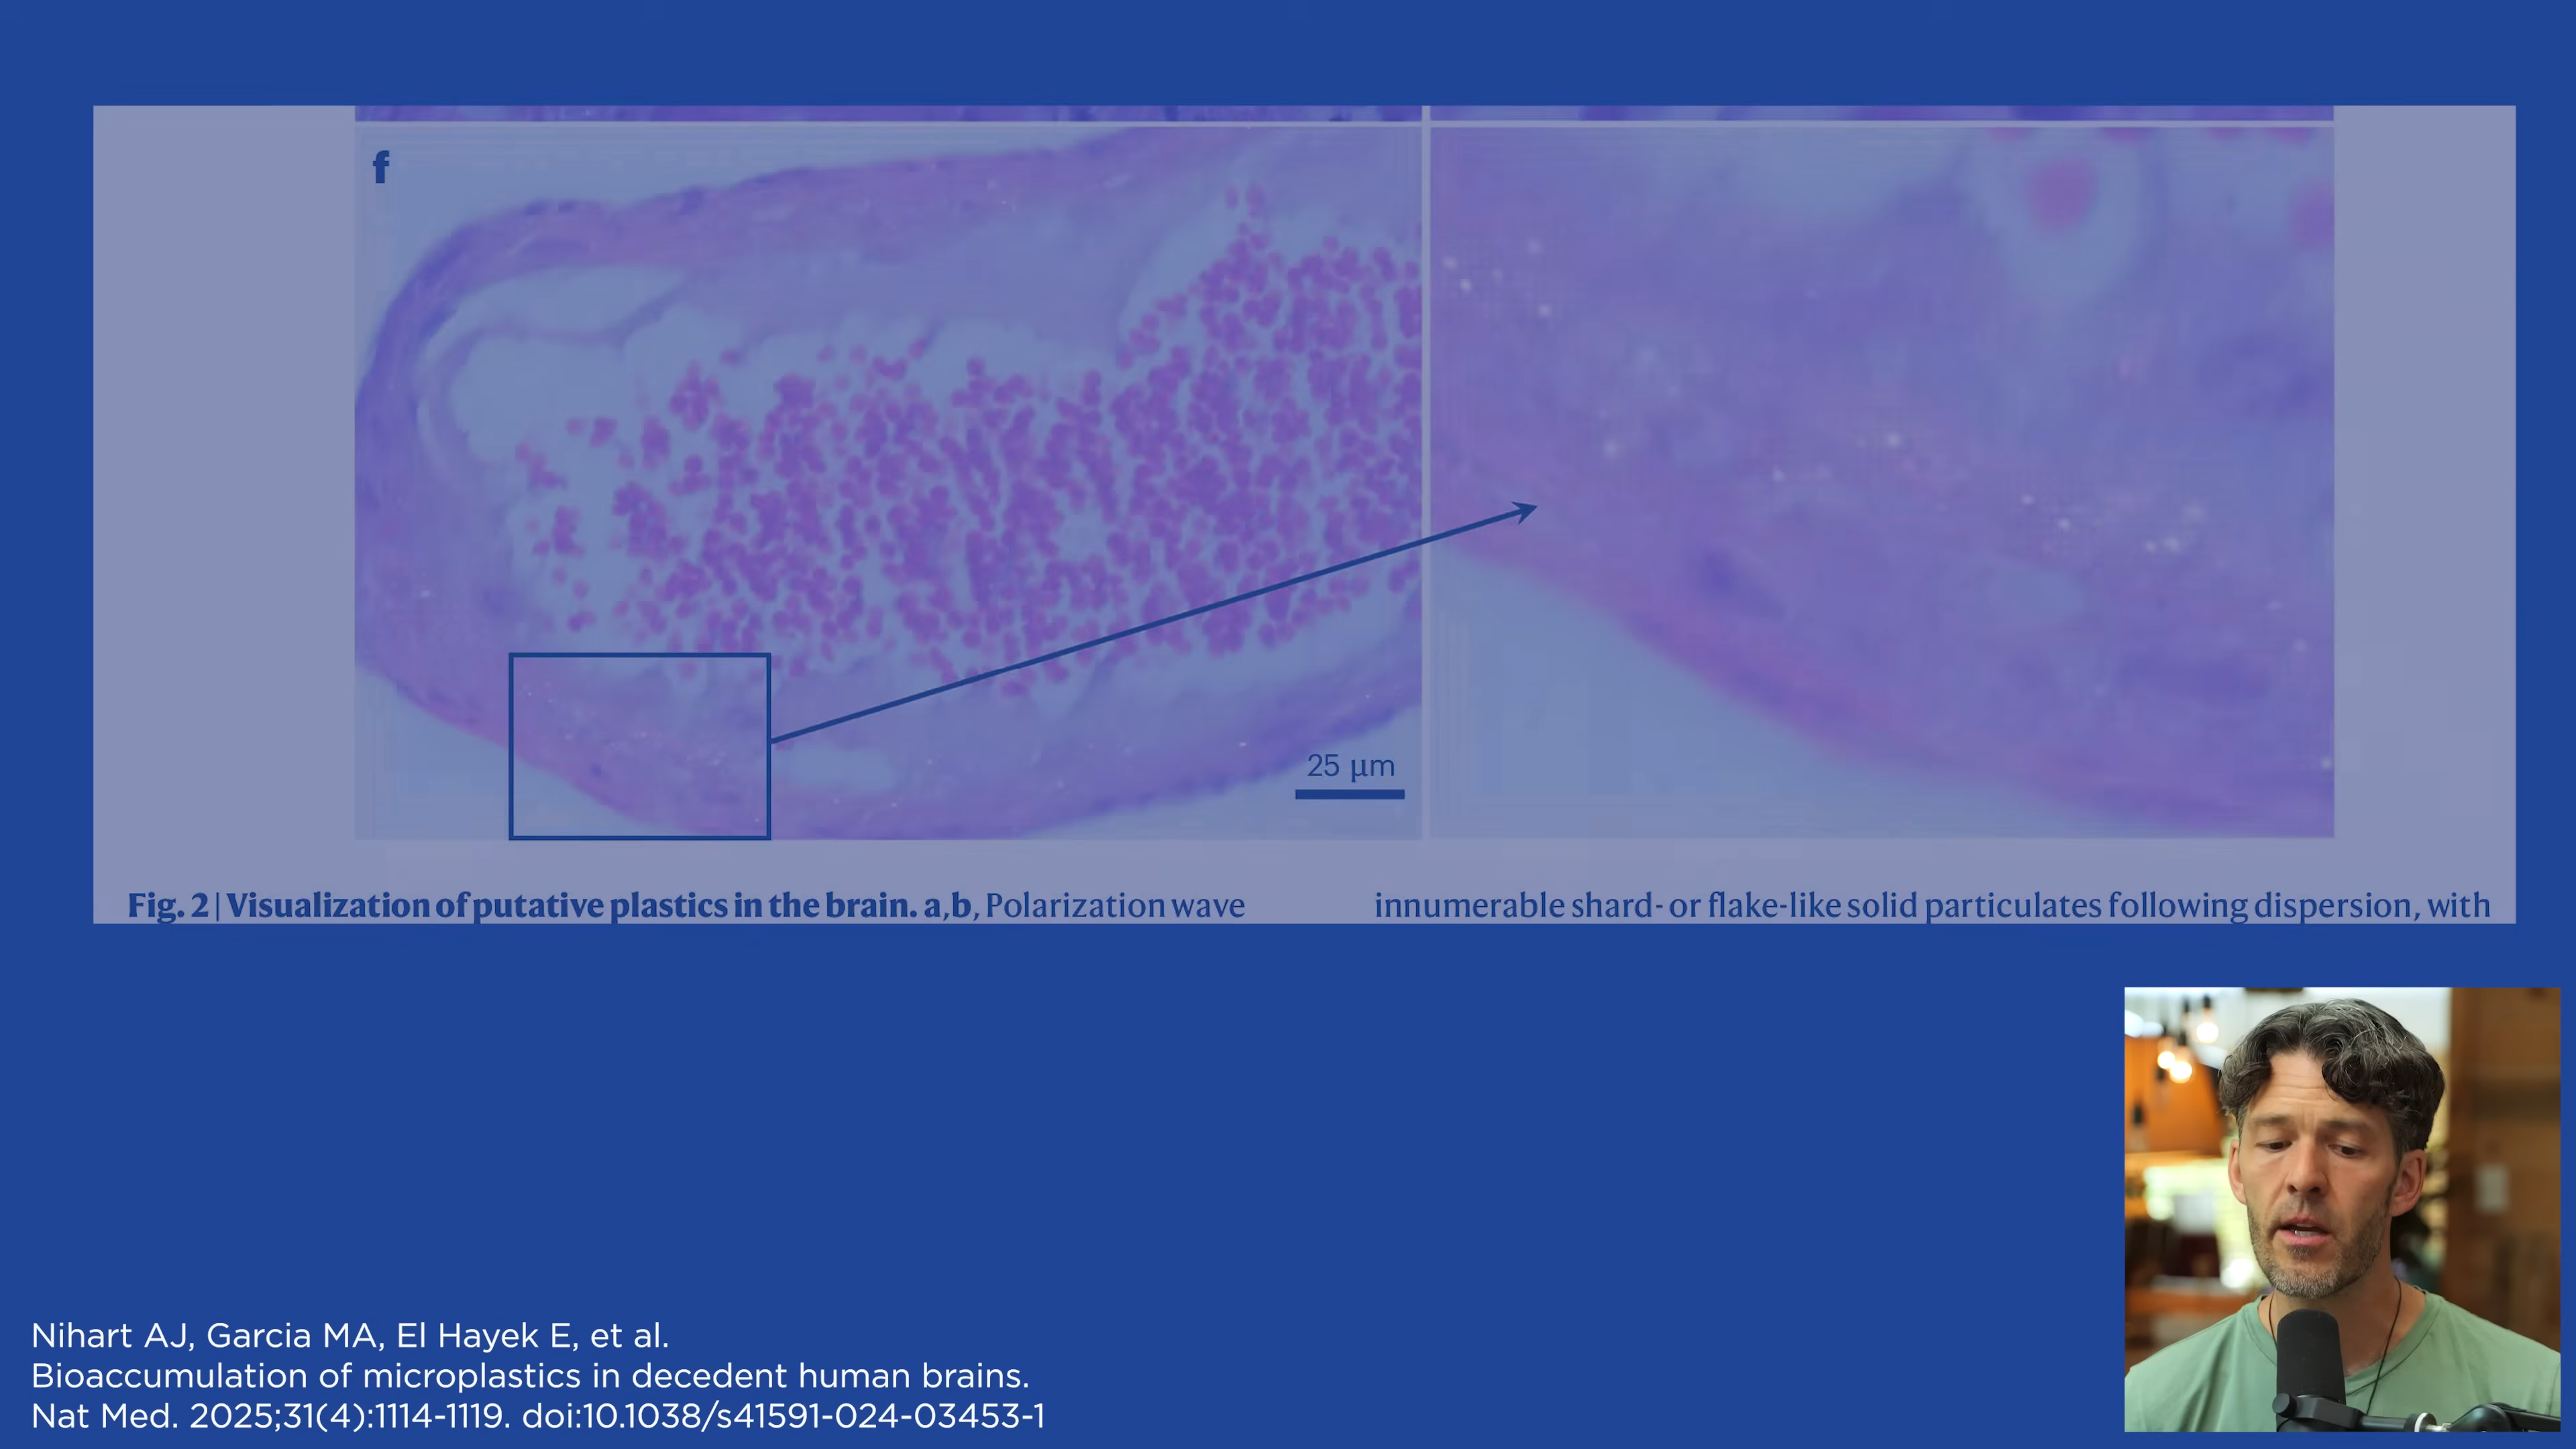 f
25 μm
Fig. 2 | Visualization of putative plastics in the brain. a,b, Polarization wave
innumerable shard- or flake-like solid particulates following dispersion, with
Nihart AJ, Garcia MA, El Hayek E, et al.
Bioaccumulation of microplastics in decedent human brains.
Nat Med. 2025;31(4):1114-1119. doi:10.1038/s41591-024-03453-1